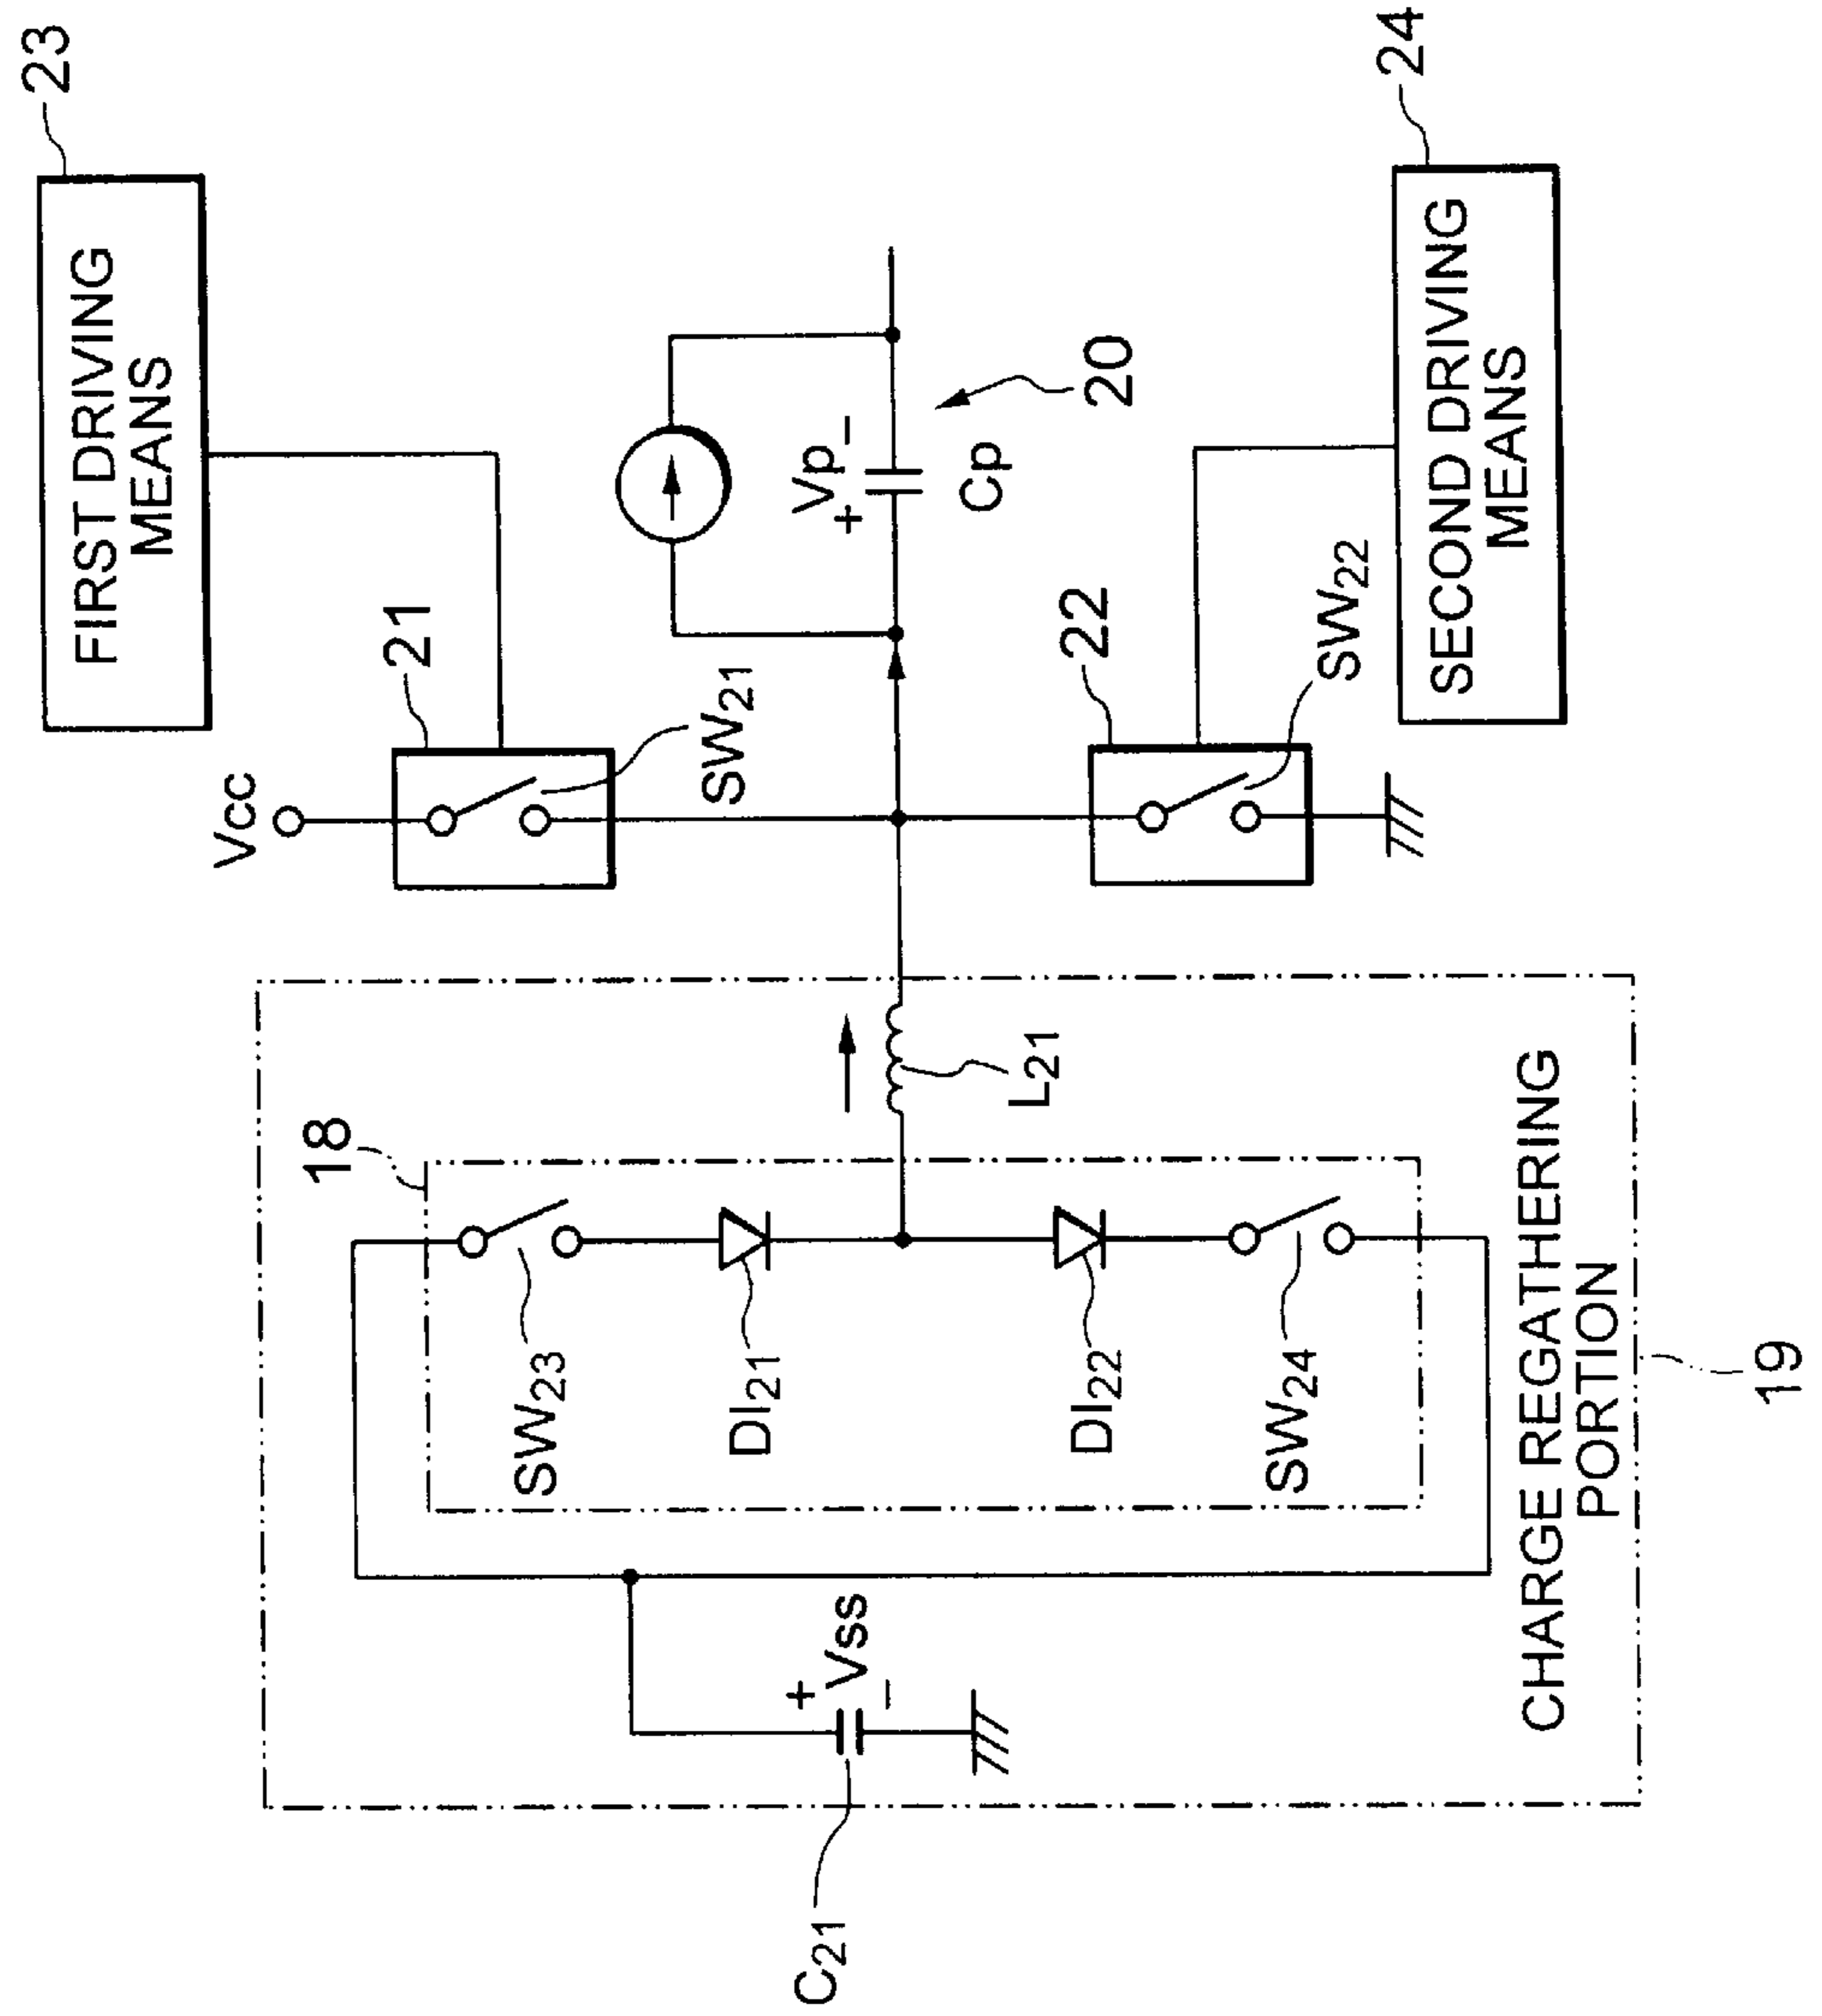 23
FIRST DRIVING
MEANS
Vcc
21
SW21
Vp
+ −
Cp
20
22
SW22
24
SECOND DRIVING
MEANS
18
SW23
DI21
DI22
SW24
L21
C21
+
Vss
−
CHARGE REGATHERING
PORTION
19